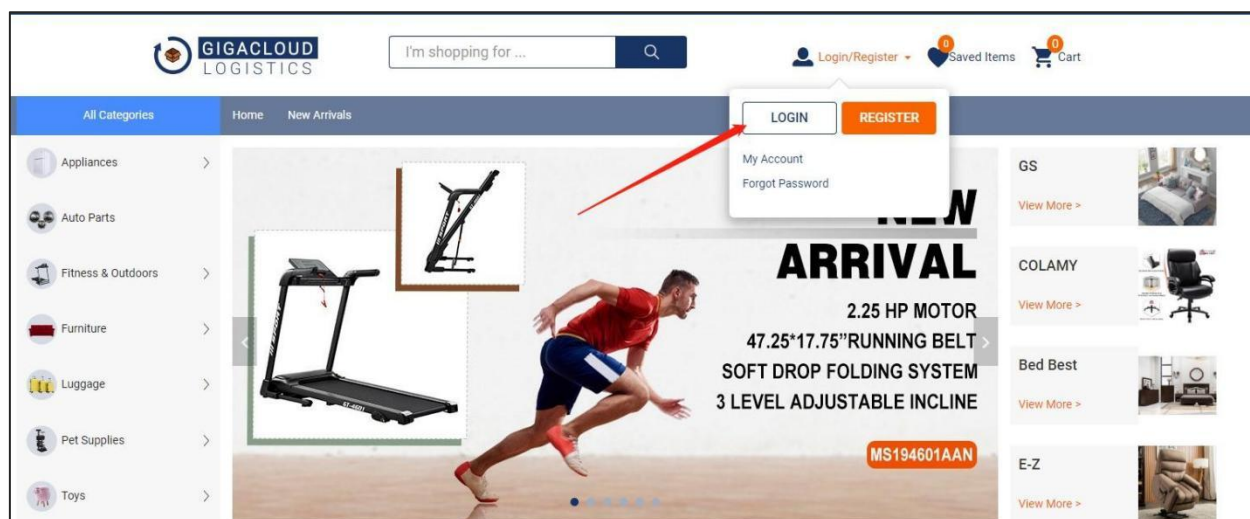 GIGACLOUD
LOGISTICS
I'm shopping for ...
Login/Register
0
Saved Items
0
Cart
All Categories
Home
New Arrivals
LOGIN
REGISTER
My Account
Forgot Password
Appliances
Auto Parts
Fitness & Outdoors
Furniture
Luggage
Pet Supplies
Toys
NEW
ARRIVAL
2.25 HP MOTOR
47.25*17.75”RUNNING BELT
SOFT DROP FOLDING SYSTEM
3 LEVEL ADJUSTABLE INCLINE
MS194601AAN
GS
View More >
COLAMY
View More >
Bed Best
View More >
E-Z
View More >